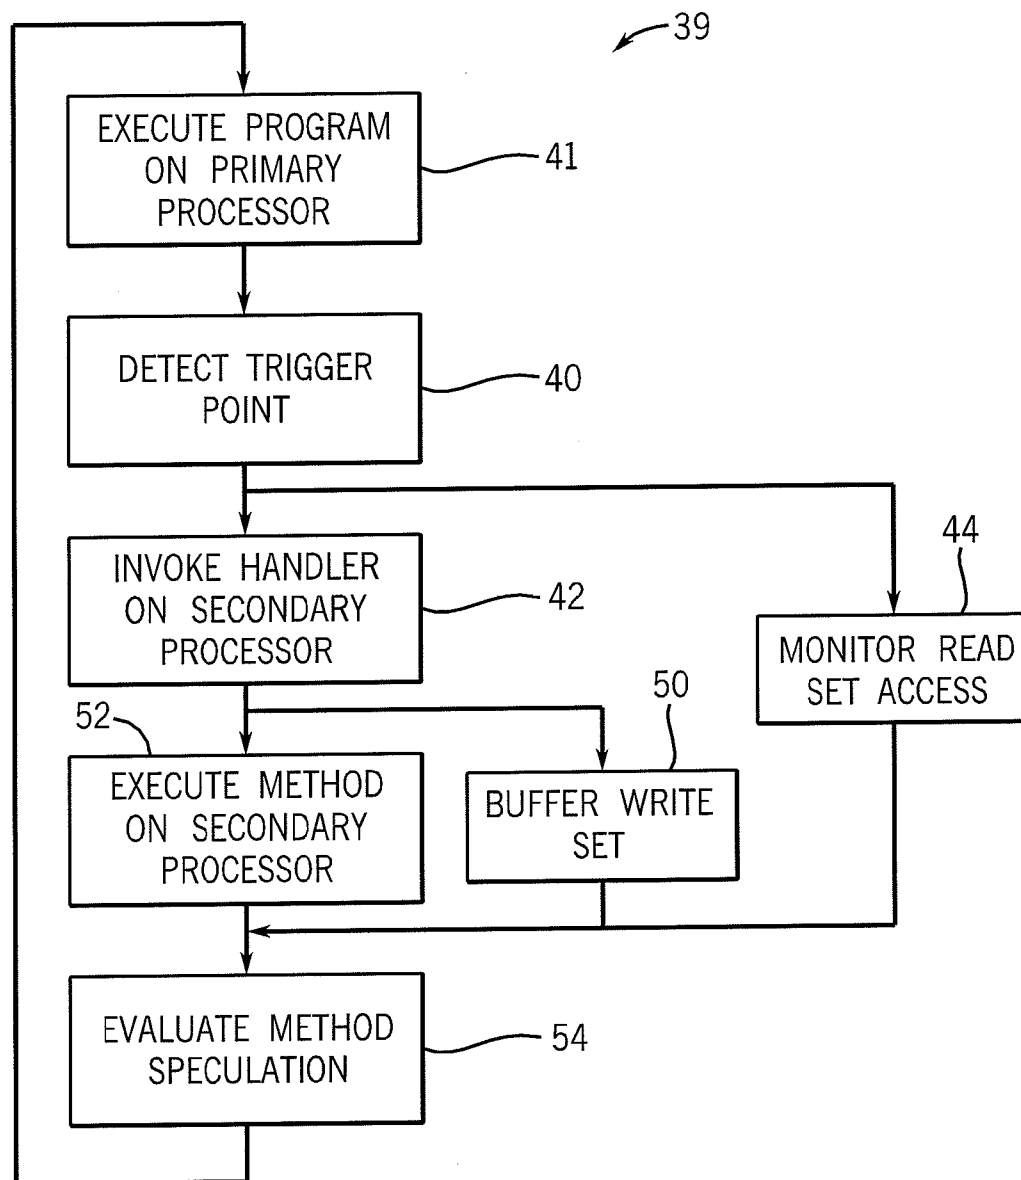 39
EXECUTE PROGRAM
ON PRIMARY
PROCESSOR
41
DETECT TRIGGER
POINT
40
INVOKE HANDLER
ON SECONDARY
PROCESSOR
42
44
MONITOR READ
SET ACCESS
52
EXECUTE METHOD
ON SECONDARY
PROCESSOR
50
BUFFER WRITE
SET
EVALUATE METHOD
SPECULATION
54